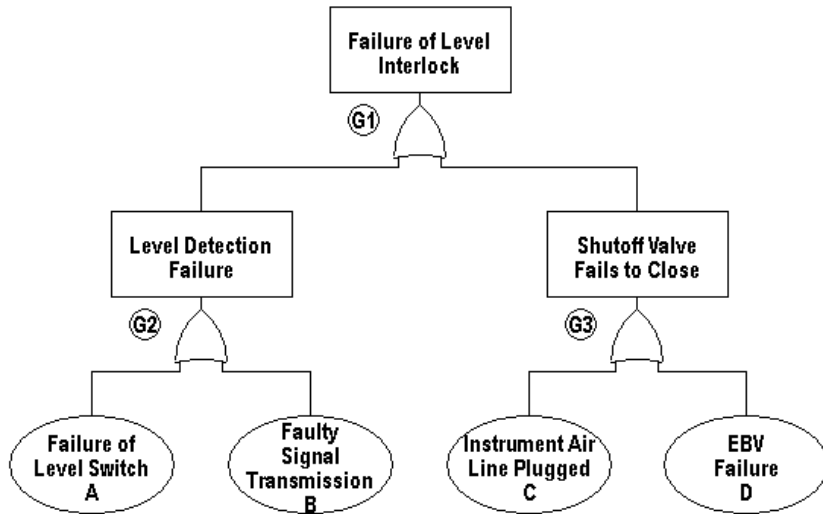 Failure of Level
Interlock
G1
Level Detection
Failure
Shutoff Valve
Fails to Close
G2
G3
Failure of
Level Switch
A
Faulty
Signal
Transmission
B
Instrument Air
Line Plugged
C
EBV
Failure
D